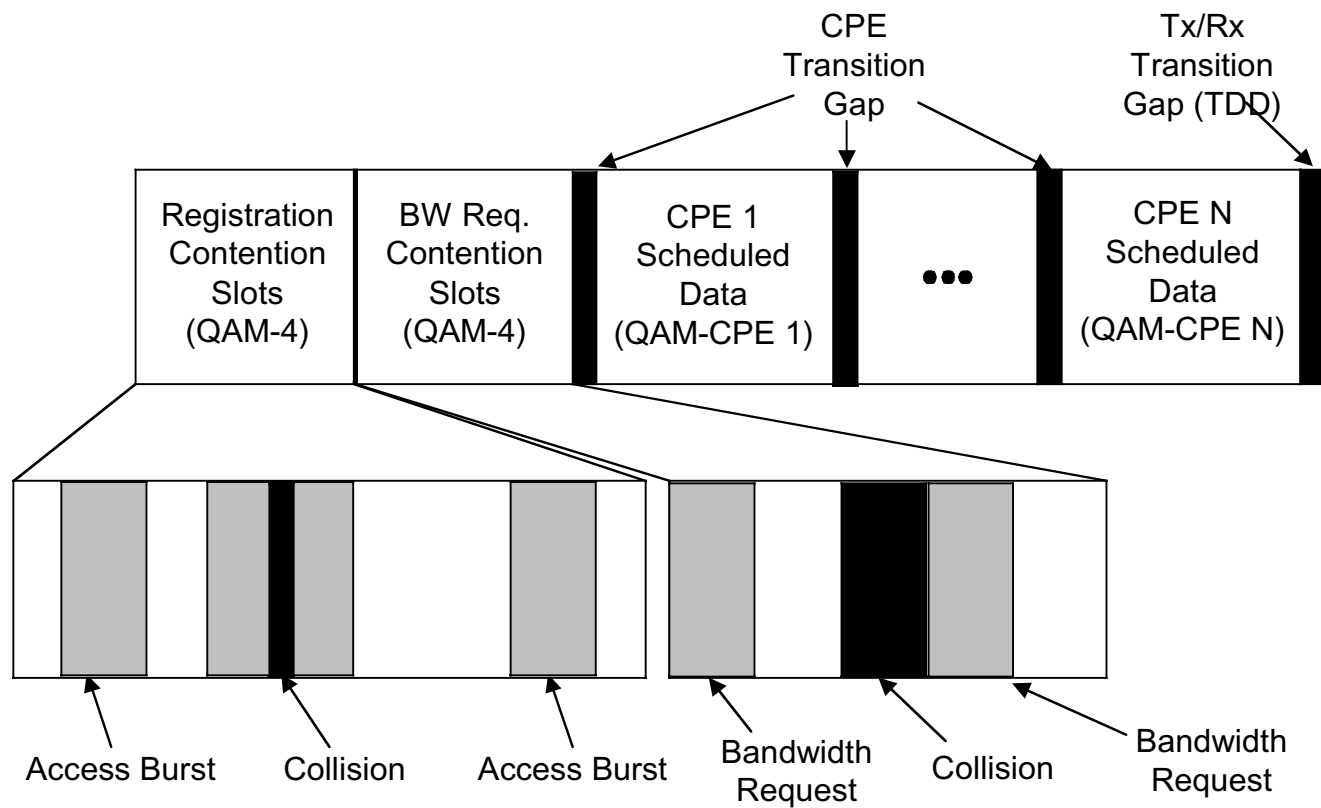 CPE
Transition
Gap
Tx/Rx
Transition
Gap (TDD)
Registration
Contention
Slots
(QAM-4)
BW Req.
Contention
Slots
(QAM-4)
CPE 1
Scheduled
Data
(QAM-CPE 1)
•••
CPE N
Scheduled
Data
(QAM-CPE N)
Access Burst
Collision
Access Burst
Bandwidth
Request
Collision
Bandwidth
Request